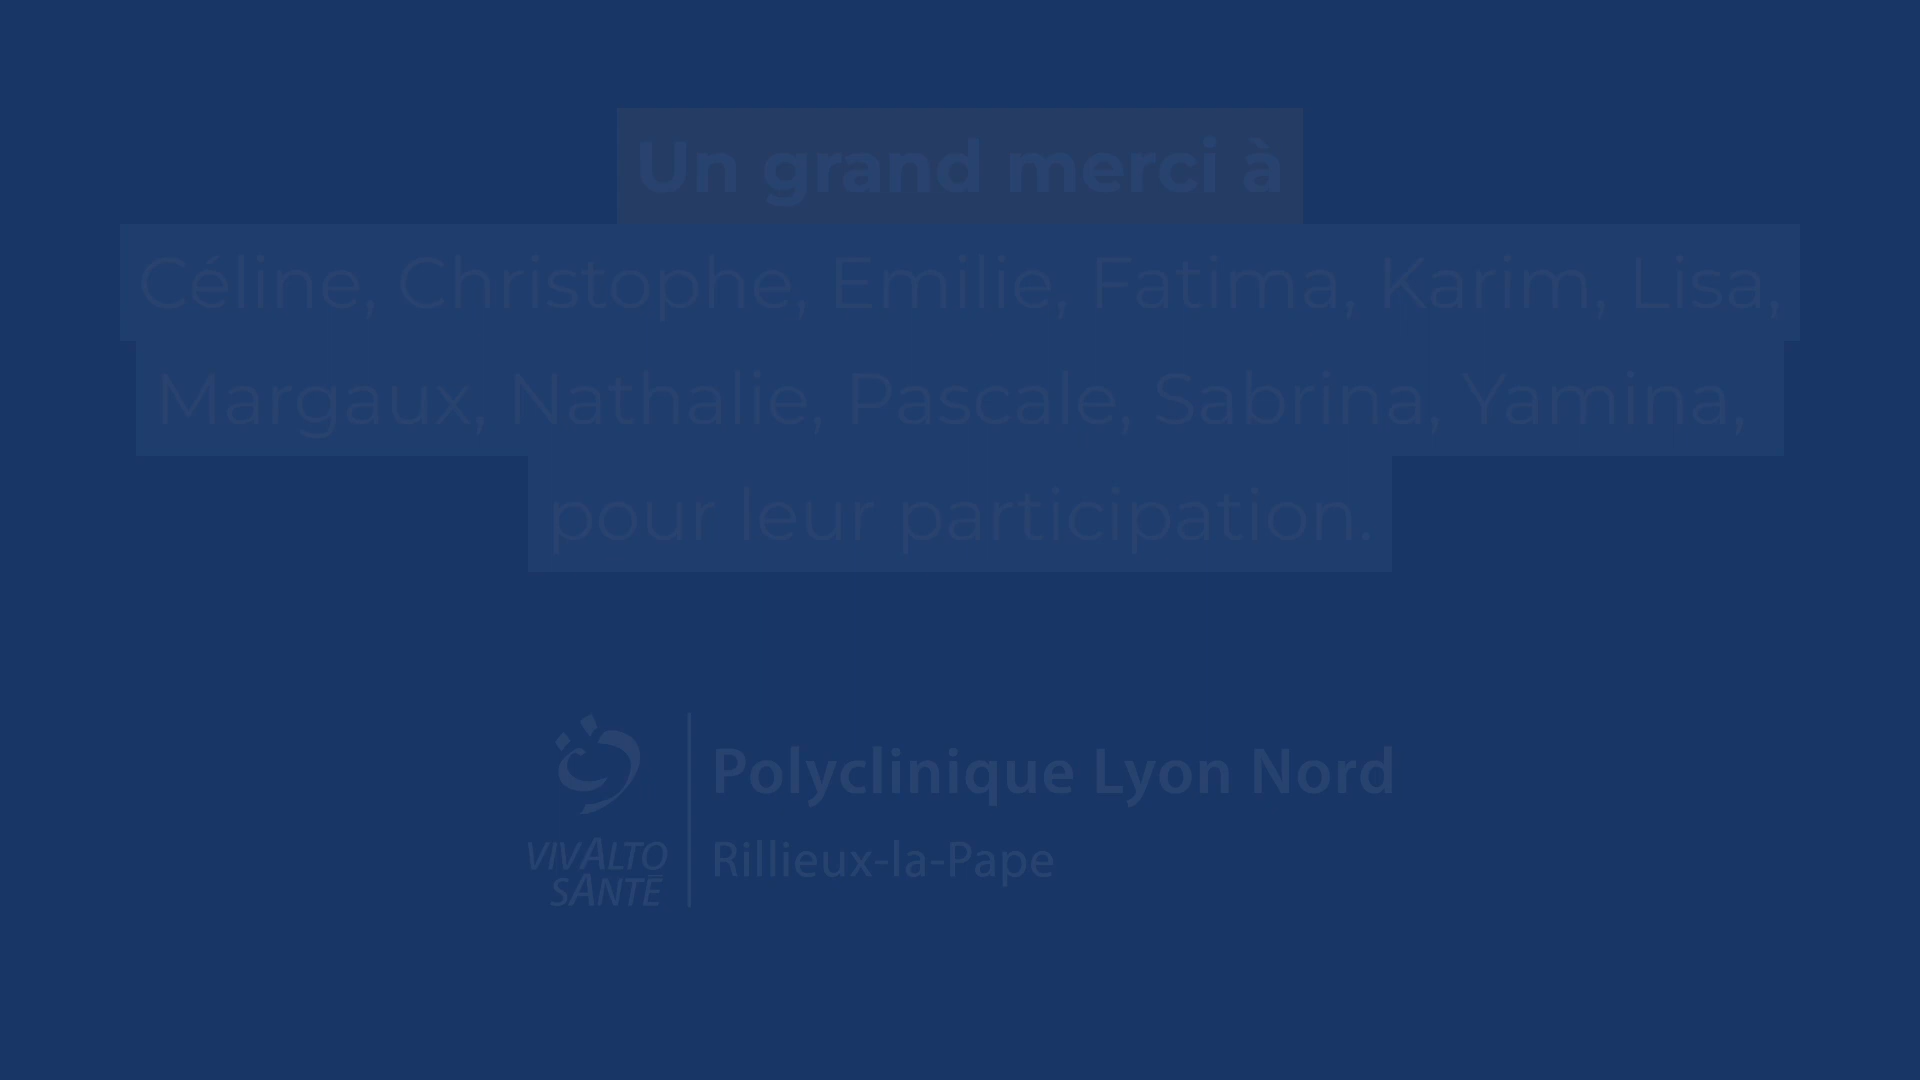 Un grand merci à
Céline, Christophe, Emilie, Fatima, Karim, Lisa,
Margaux, Nathalie, Pascale, Sabrina, Yamina,
pour leur participation.
Polyclinique Lyon Nord
Rillieux-la-Pape
VIVALTO
SANTÉ